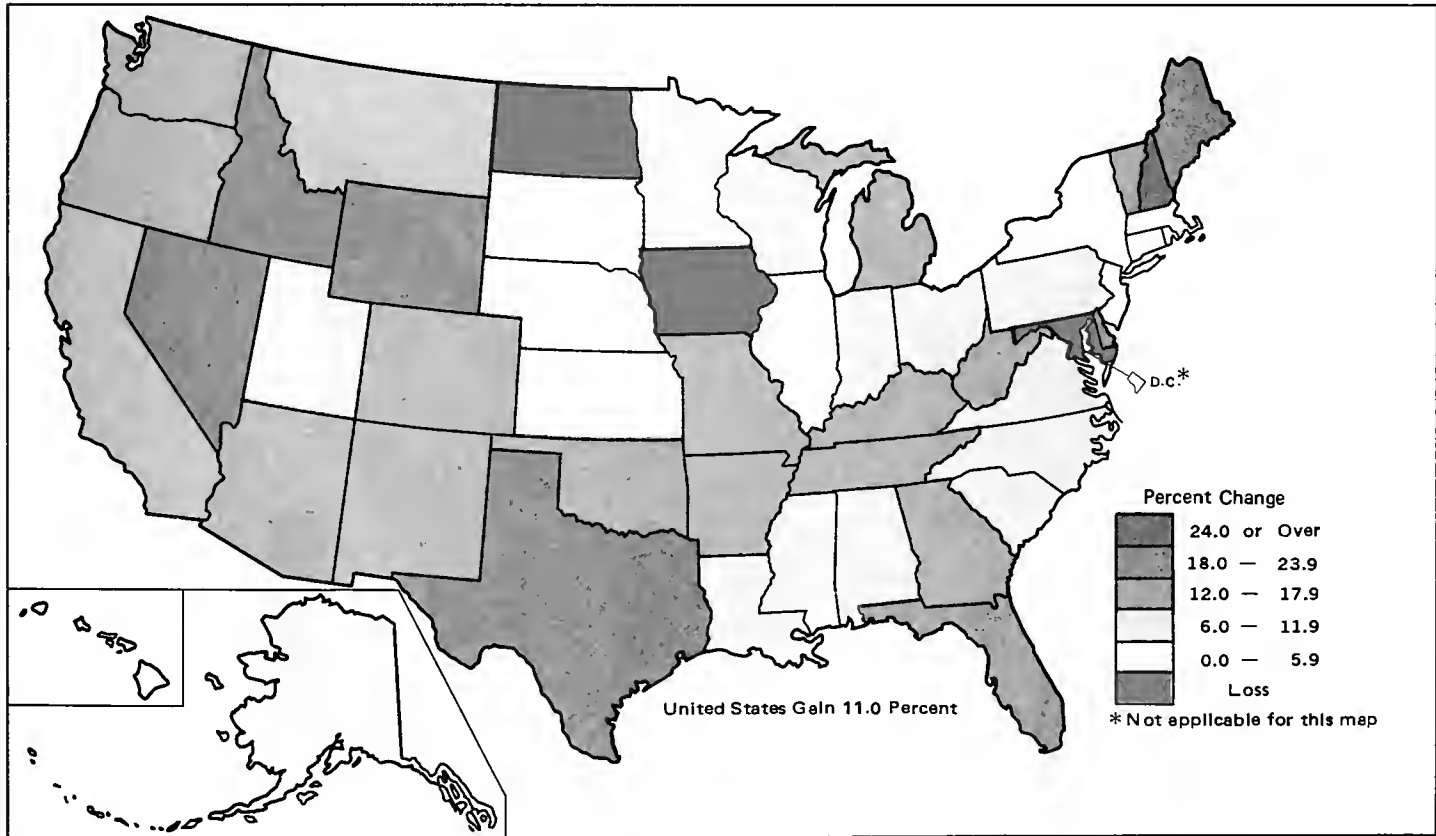 D.C.*
Percent Change
24.0 or Over
18.0 — 23.9
12.0 — 17.9
6.0 — 11.9
0.0 — 5.9
Loss
* Not applicable for this map
United States Gain 11.0 Percent